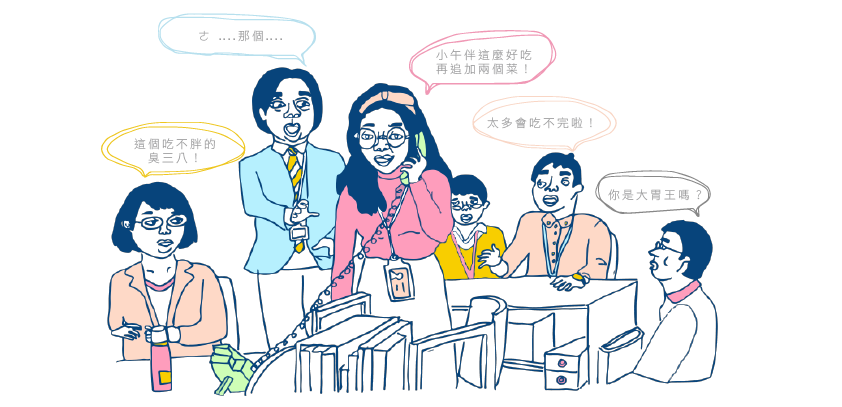 ㄜ ....那個....
小午伴這麼好吃
再追加兩個菜！
太多會吃不完啦！
這個吃不胖的
臭三八！
你是大胃王嗎？